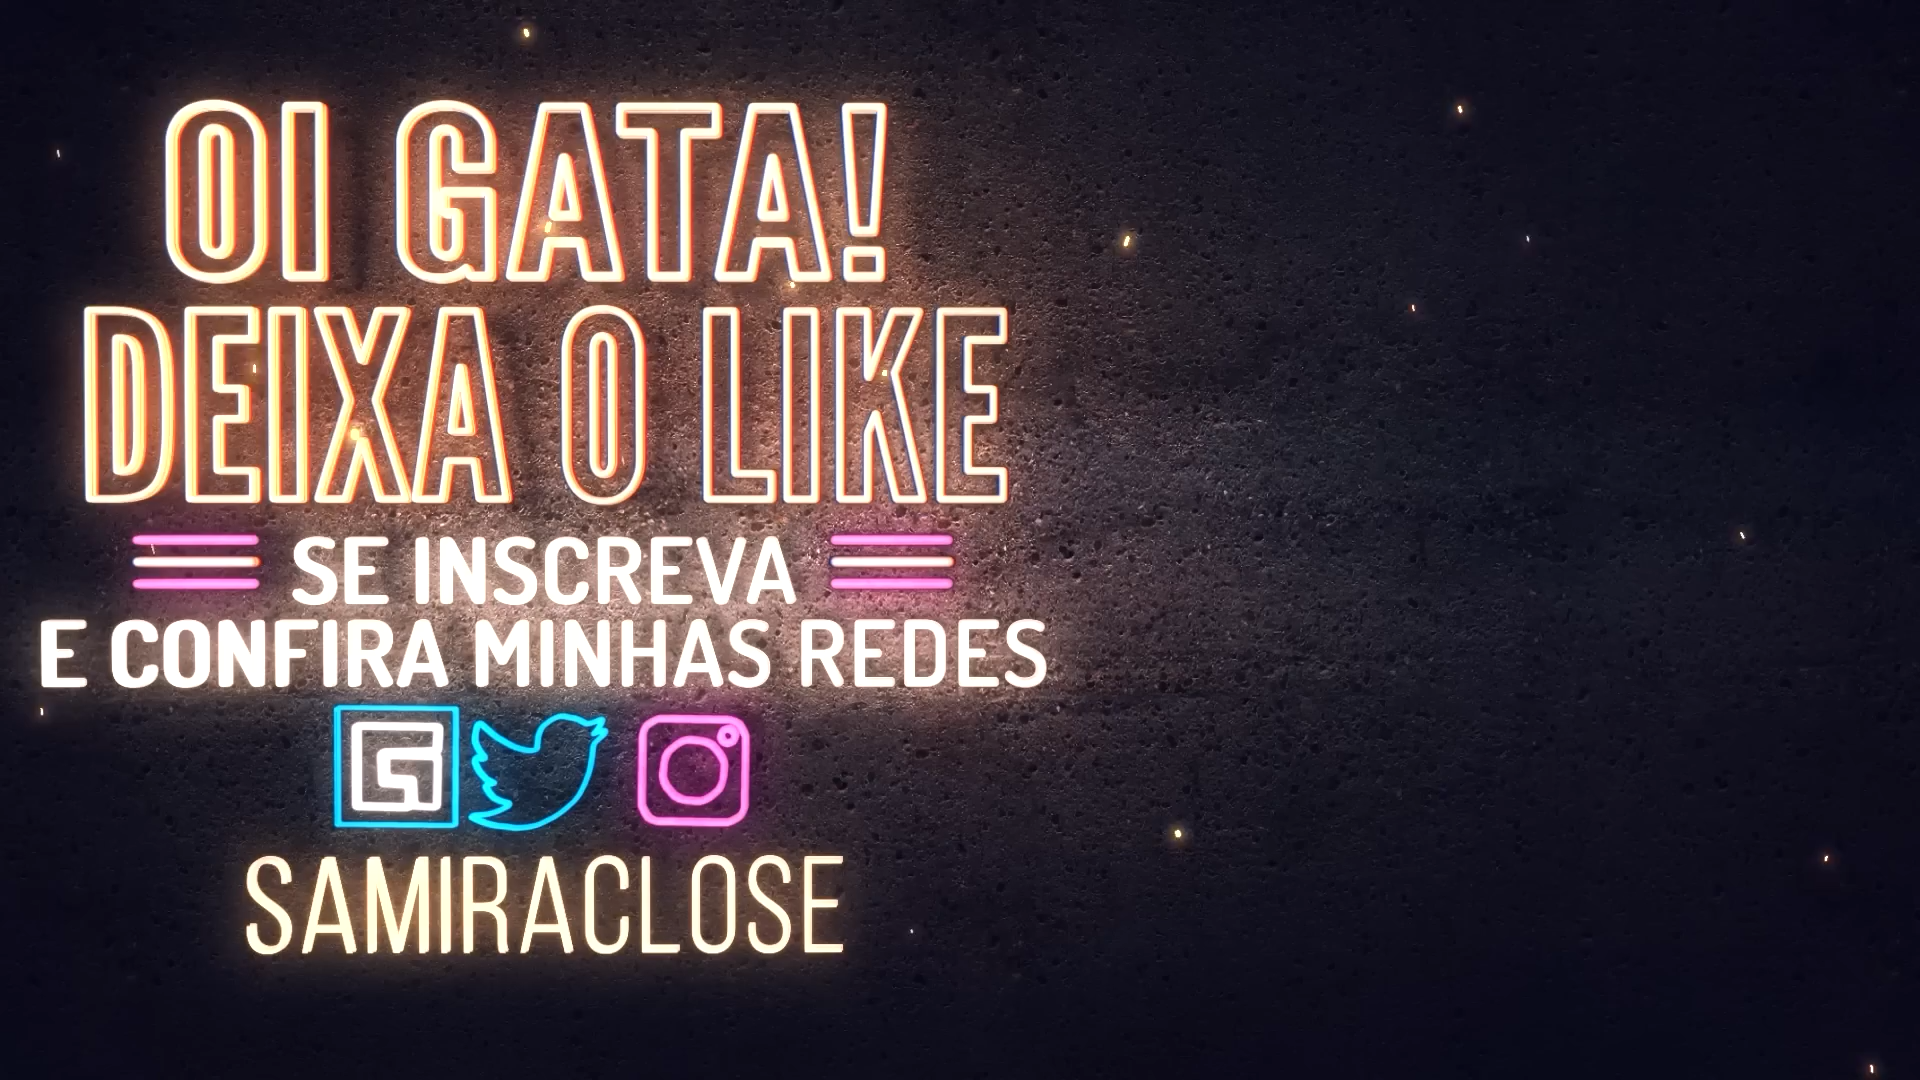 OI GATA!
DEIXA O LIKE
SE INSCREVA
E CONFIRA MINHAS REDES
SAMIRACLOSE